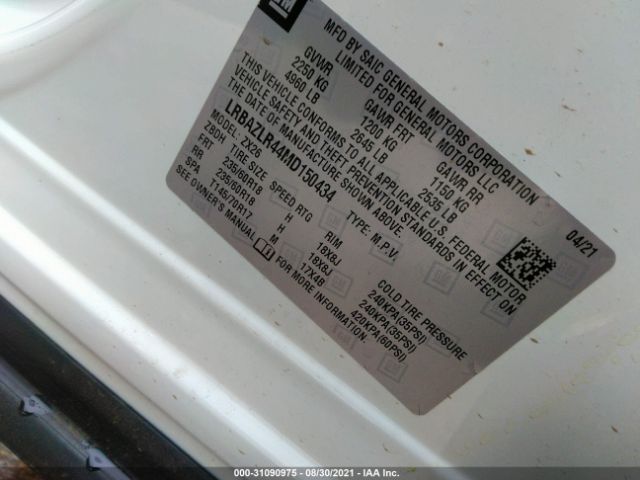 GM
MFD BY SAIC GENERAL MOTORS CORPORATION
LIMITED FOR GENERAL MOTORS LLC
GVWR GAWR FRT GAWR RR
2250 KG 1200 KG 1150 KG
4960 LB 2645 LB 2535 LB
THIS VEHICLE CONFORMS TO ALL APPLICABLE U.S. FEDERAL MOTOR
VEHICLE SAFETY AND THEFT PREVENTION STANDARDS IN EFFECT ON
THE DATE OF MANUFACTURE SHOWN ABOVE.
04/21
LRBAZLR44MD150434 TYPE: M.P.V.
ZBDH 2X26
TIRE SIZE SPEED RTG RIM COLD TIRE PRESSURE
FRT 235/60R18 H 18X8J 240KPA(35PSI)
RR 235/60R18 H 18X8J 240KPA(35PSI)
SPA T145/70R17 M 17X4B 420KPA(60PSI)
SEE OWNER'S MANUAL FOR MORE INFORMATION.
000-31090975 - 08/30/2021 - IAA Inc.